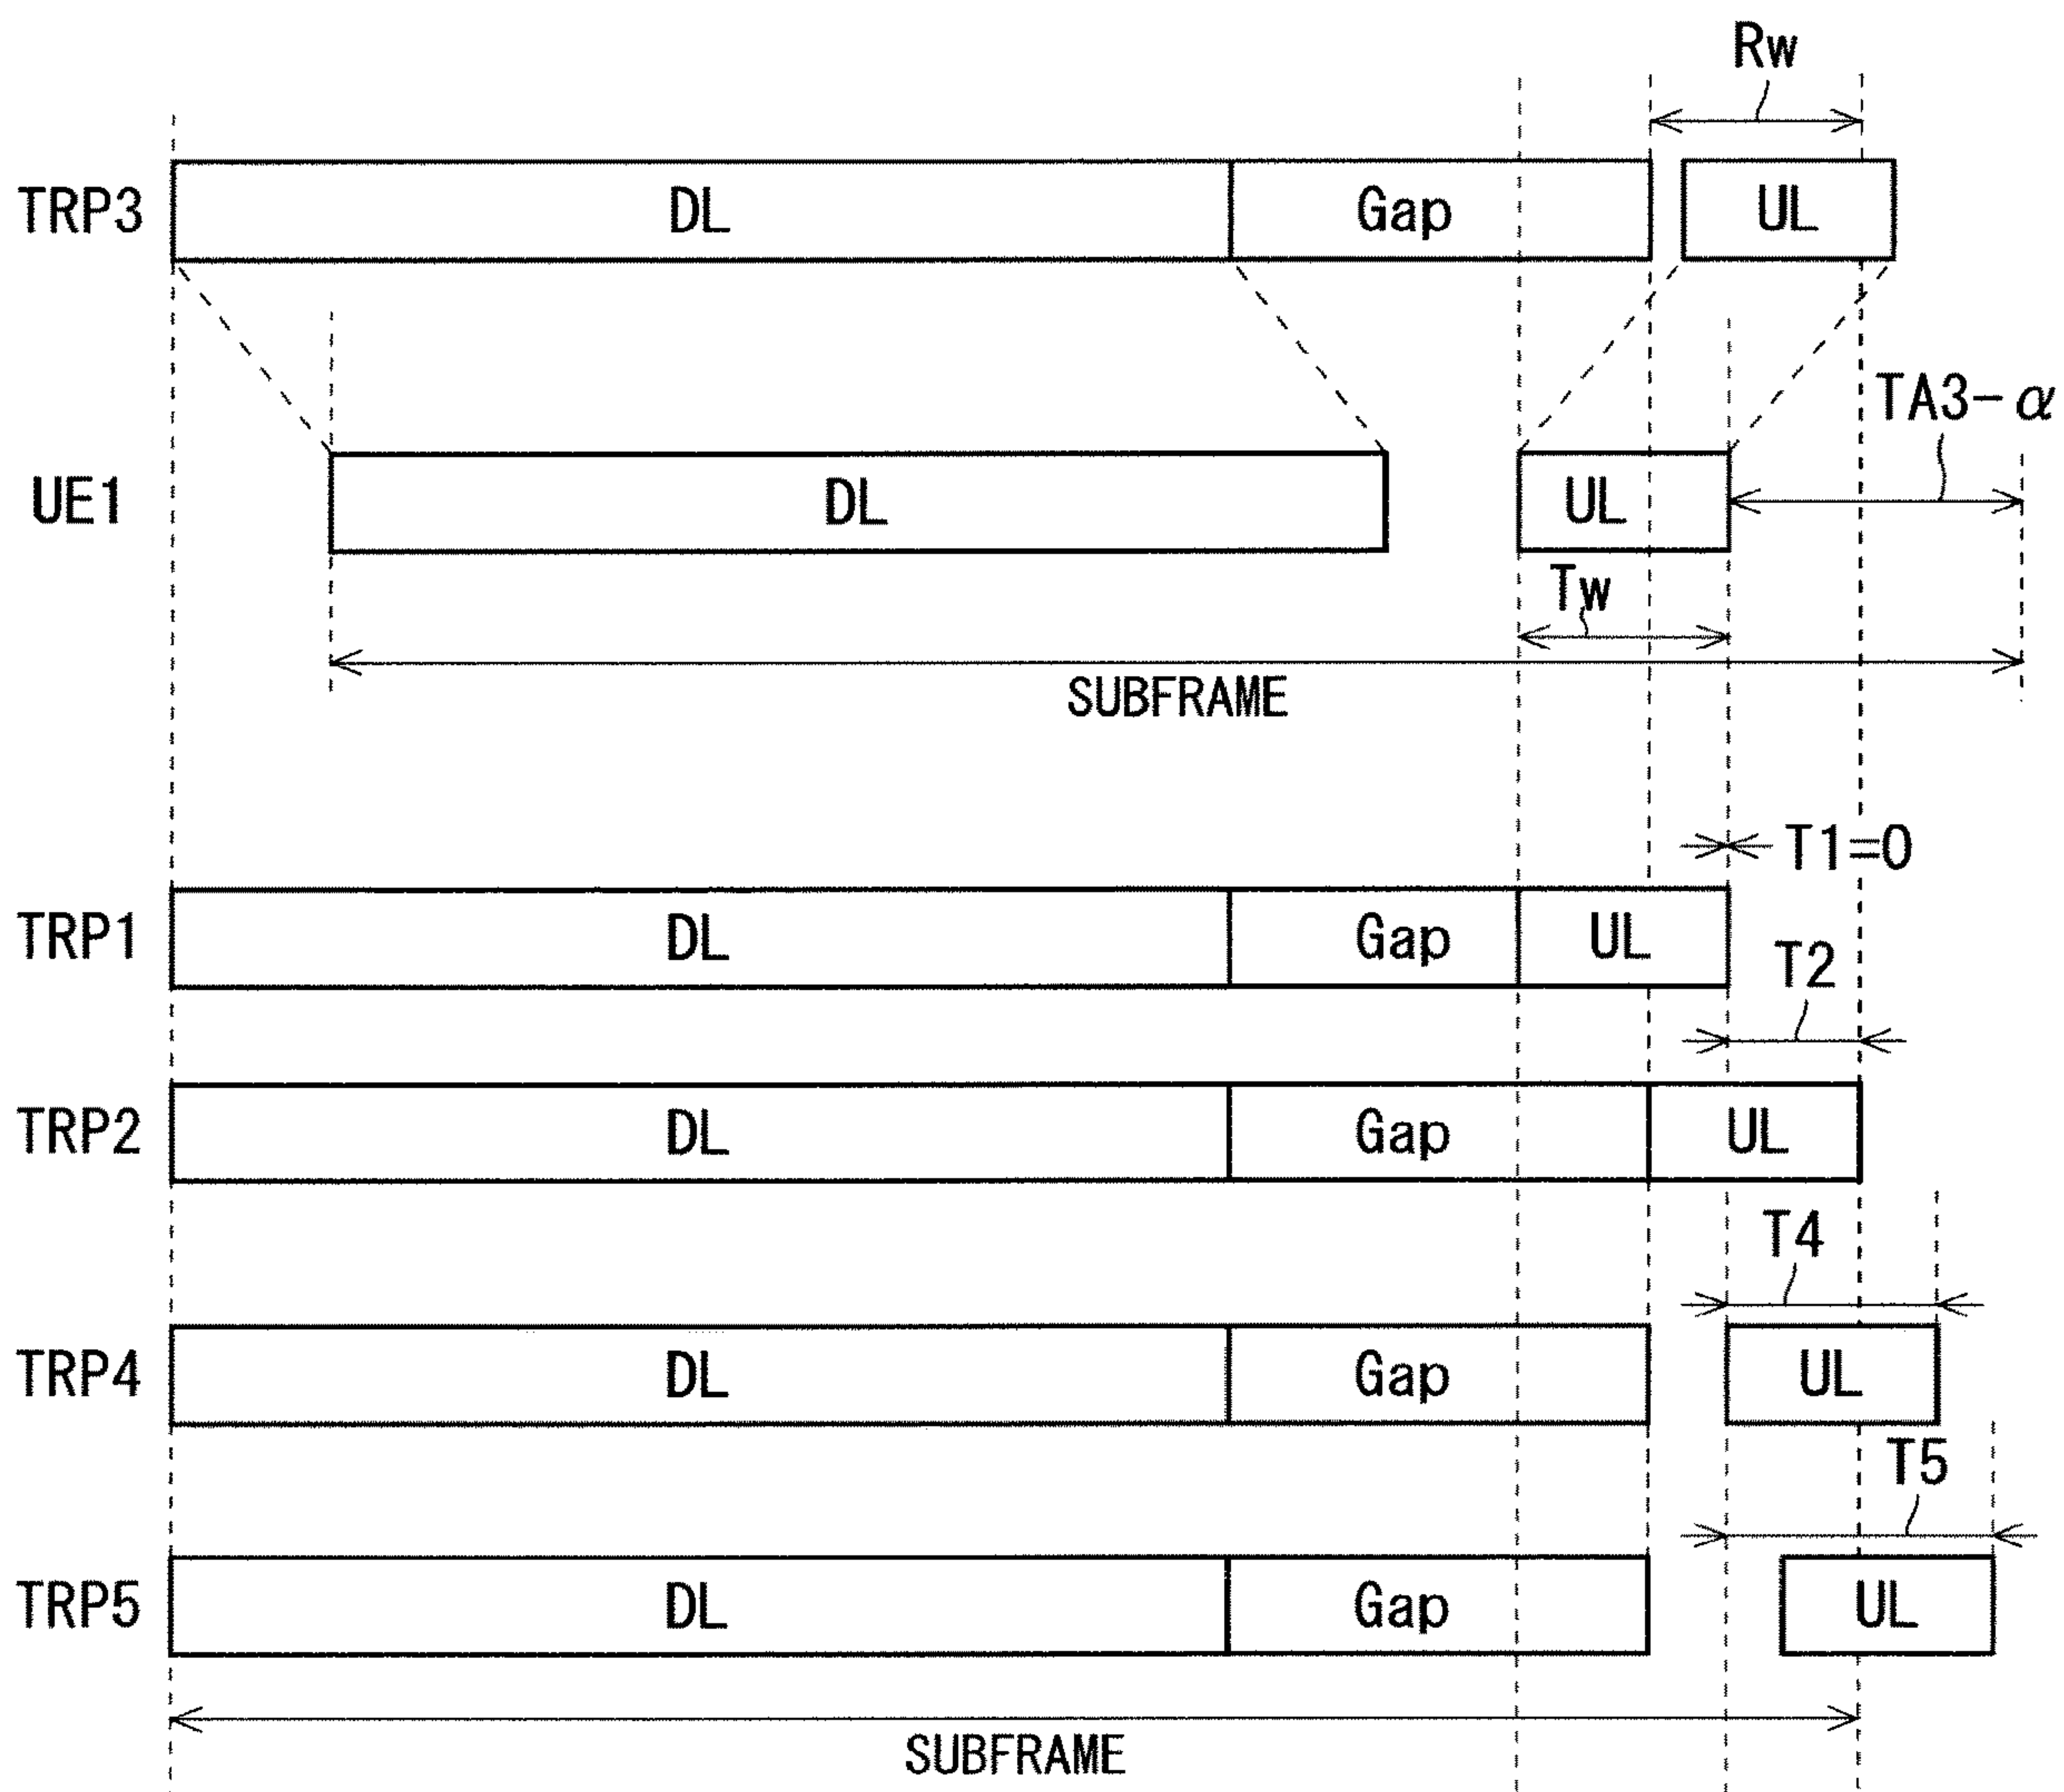 Rw
TRP3 DL Gap UL
TA3-α
UE1 DL UL
Tw
SUBFRAME
T1=0
TRP1 DL Gap UL
T2
TRP2 DL Gap UL
T4
TRP4 DL Gap UL
T5
TRP5 DL Gap UL
SUBFRAME